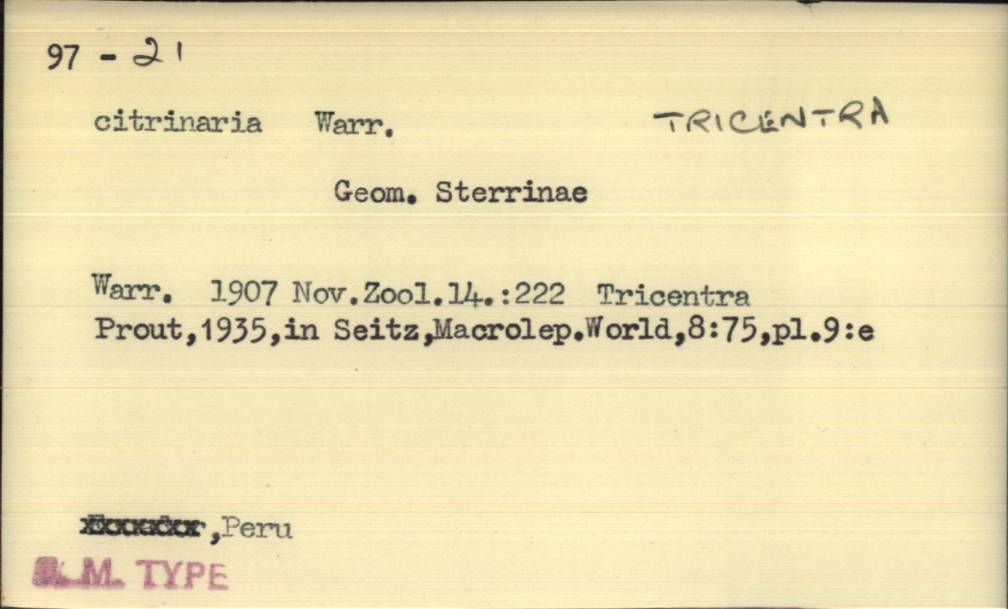 97 - 21
citrinaria Warr. TRICENTRA
Geom. Sterrinae
Warr. 1907 Nov.Zool.14.:222 Tricentra
Prout,1935,in Seitz,Macrolep.World,8:75,pl.9:e
,Peru
M. TYPE